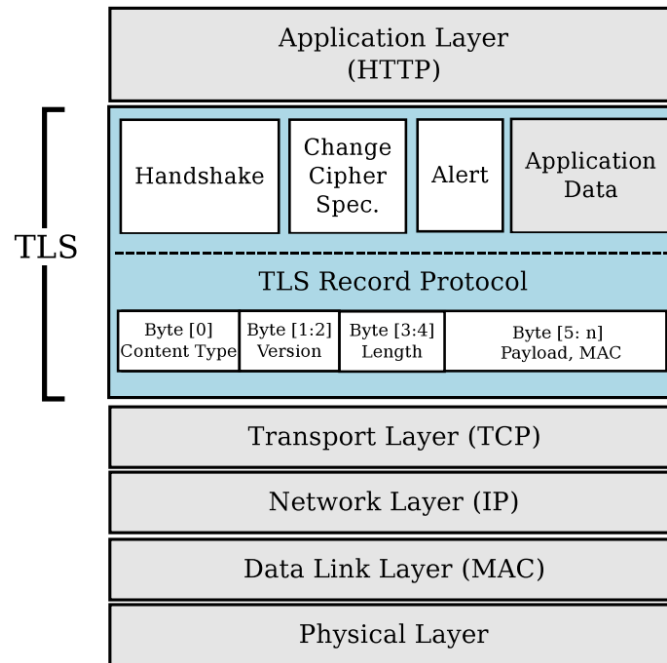 Application Layer
(HTTP)
TLS
Handshake
Change
Cipher
Spec.
Alert
Application
Data
TLS Record Protocol
Byte [0]
Content Type
Byte [1:2]
Version
Byte [3:4]
Length
Byte [5: n]
Payload, MAC
Transport Layer (TCP)
Network Layer (IP)
Data Link Layer (MAC)
Physical Layer